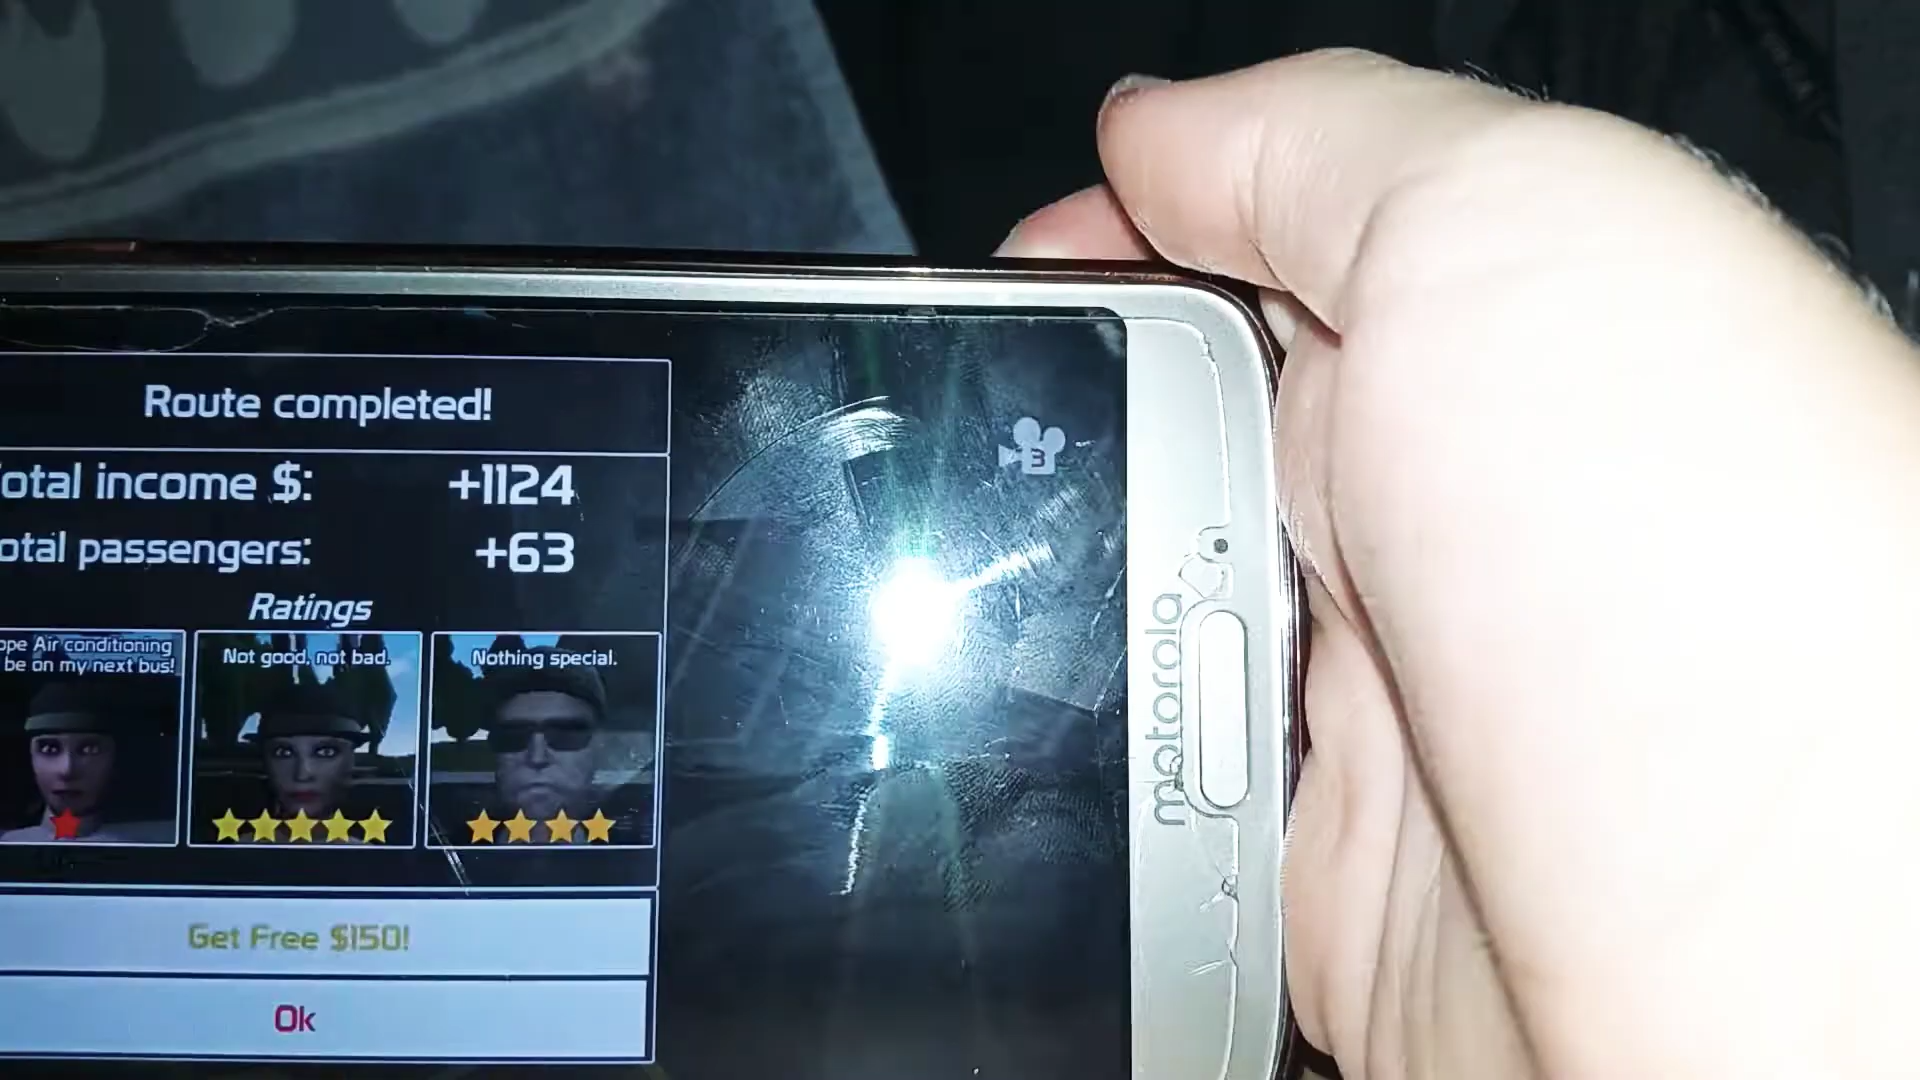 Route completed!
otal income $: +1124
otal passengers: +63
Ratings
ope Air conditioning
be on my next bus!
Not good, not bad.
Nothing special.
Get Free $150!
Ok
3
motorola